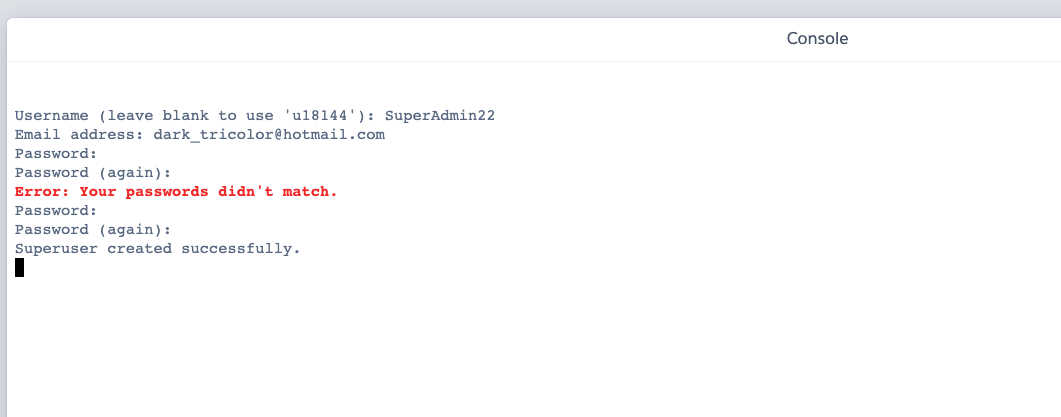 Console
Username (leave blank to use 'u18144'): SuperAdmin22
Email address: dark_tricolor@hotmail.com
Password:
Password (again):
Error: Your passwords didn't match.
Password:
Password (again):
Superuser created successfully.